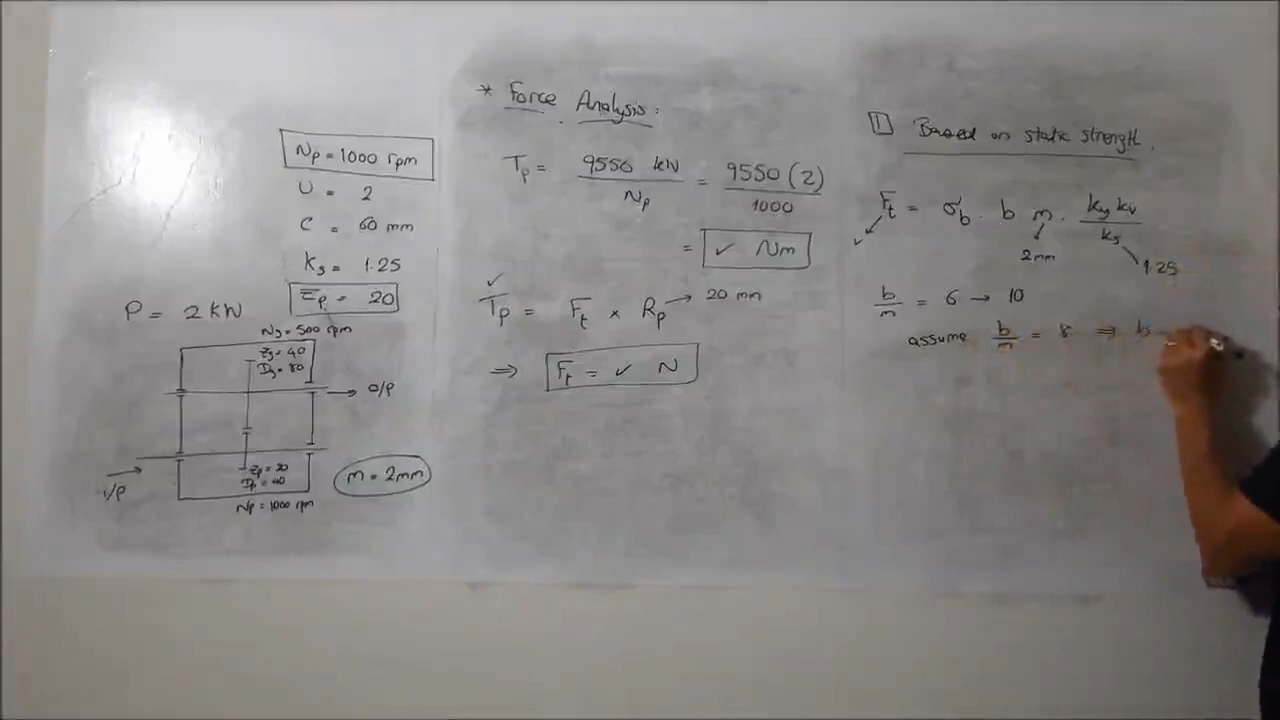 Np = 1000 rpm
U = 2
C = 60 mm
ks = 1.25
Zp = 20
P = 2 kW
Ng = 500 rpm
Zg = 40
Dg = 80
O/P
I/P
Zp = 20
Dp = 40
Np = 1000 rpm
m = 2mm
* Force Analysis:
Tp = 9550 kW / Np = 9550 (2) / 1000
= ✓ Nm
✓
Tp = Ft × Rp → 20 mm
⇒ Ft = ✓ N
1 Based on static strength.
Ft = σb . b m . ky kv / ks
✓ 2mm 1.25
b/m = 6 → 10
assume b/m = 8 ⇒ b